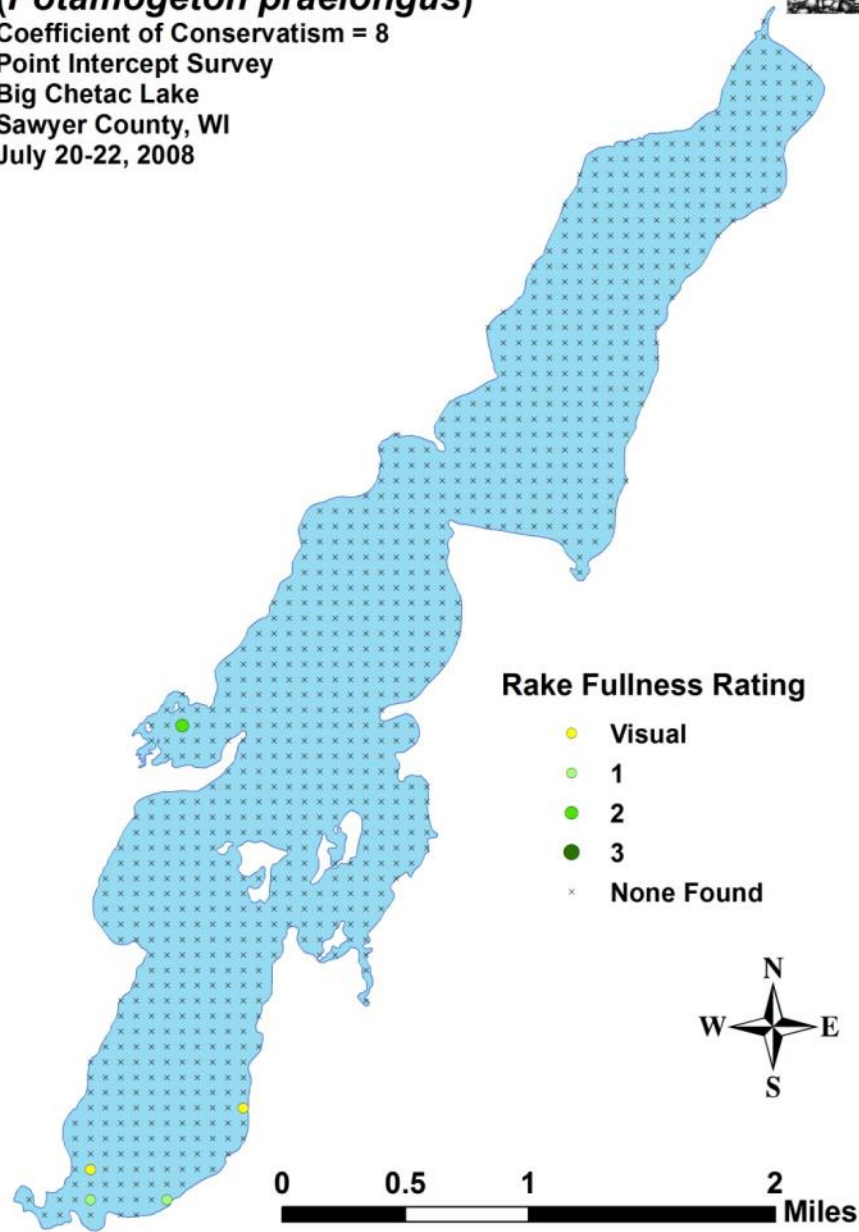 (Potamogeton praelongus)
Coefficient of Conservatism = 8
Point Intercept Survey
Big Chetac Lake
Sawyer County, WI
July 20-22, 2008
Rake Fullness Rating
Visual
1
2
3
None Found
N
W E
S
0 0.5 1 2
Miles